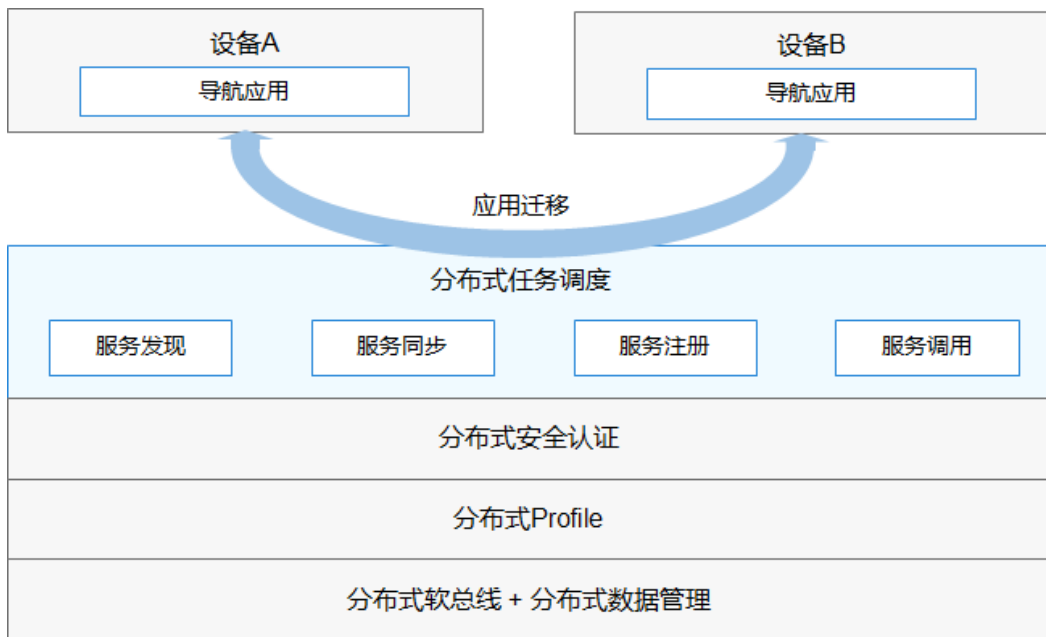 设备A
导航应用
设备B
导航应用
应用迁移
分布式任务调度
服务发现
服务同步
服务注册
服务调用
分布式安全认证
分布式Profile
分布式软总线 + 分布式数据管理